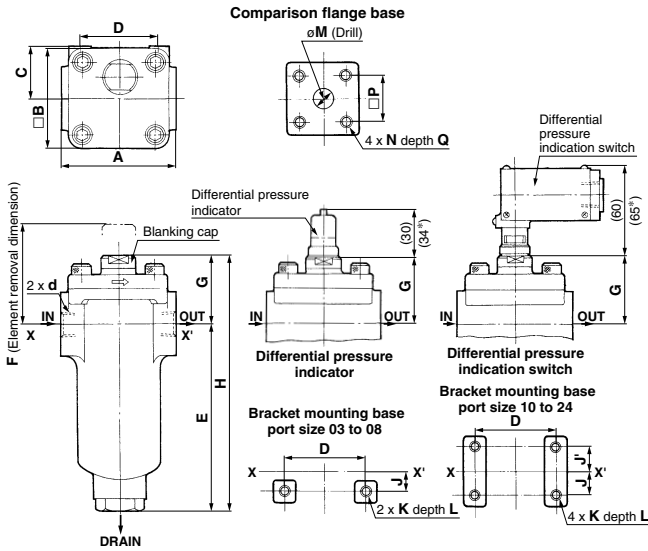 Comparison flange base
D
øM (Drill)
C
□B
A
□P
4 x N depth Q
Differential
pressure
indication switch
Differential pressure
indicator
(30)
(34*)
(60)
(65*)
F (Element removal dimension)
Blanking cap
2 x d
G
G
G
IN
OUT
X
X'
IN
OUT
IN
OUT
Differential pressure
indicator
Differential pressure
indication switch
E
H
Bracket mounting base
port size 03 to 08
D
X
X'
J
2 x K depth L
Bracket mounting base
port size 10 to 24
D
X
X'
J'
J
4 x K depth L
DRAIN